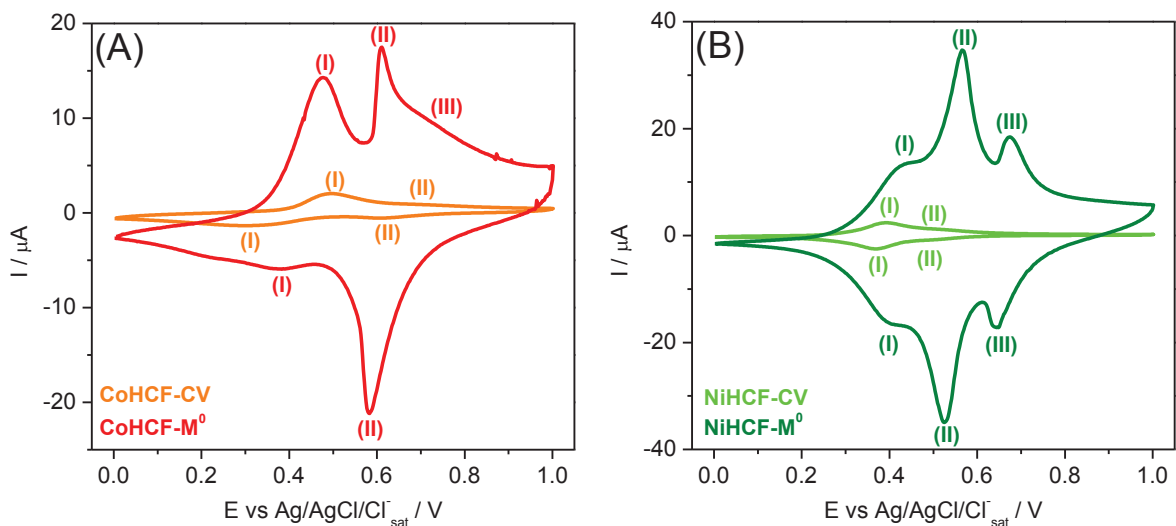 (A)
20
10
0
-10
-20
I / μA
0.0 0.2 0.4 0.6 0.8 1.0
E vs Ag/AgCl/Cl⁻sat / V
(I)
(II)
(III)
(I)
(II)
(I)
(II)
(I)
(II)
CoHCF-CV
CoHCF-M⁰
(B)
40
20
0
-20
-40
I / μA
0.0 0.2 0.4 0.6 0.8 1.0
E vs Ag/AgCl/Cl⁻sat / V
(II)
(I)
(III)
(I)
(II)
(I)
(II)
(I)
(III)
(II)
NiHCF-CV
NiHCF-M⁰